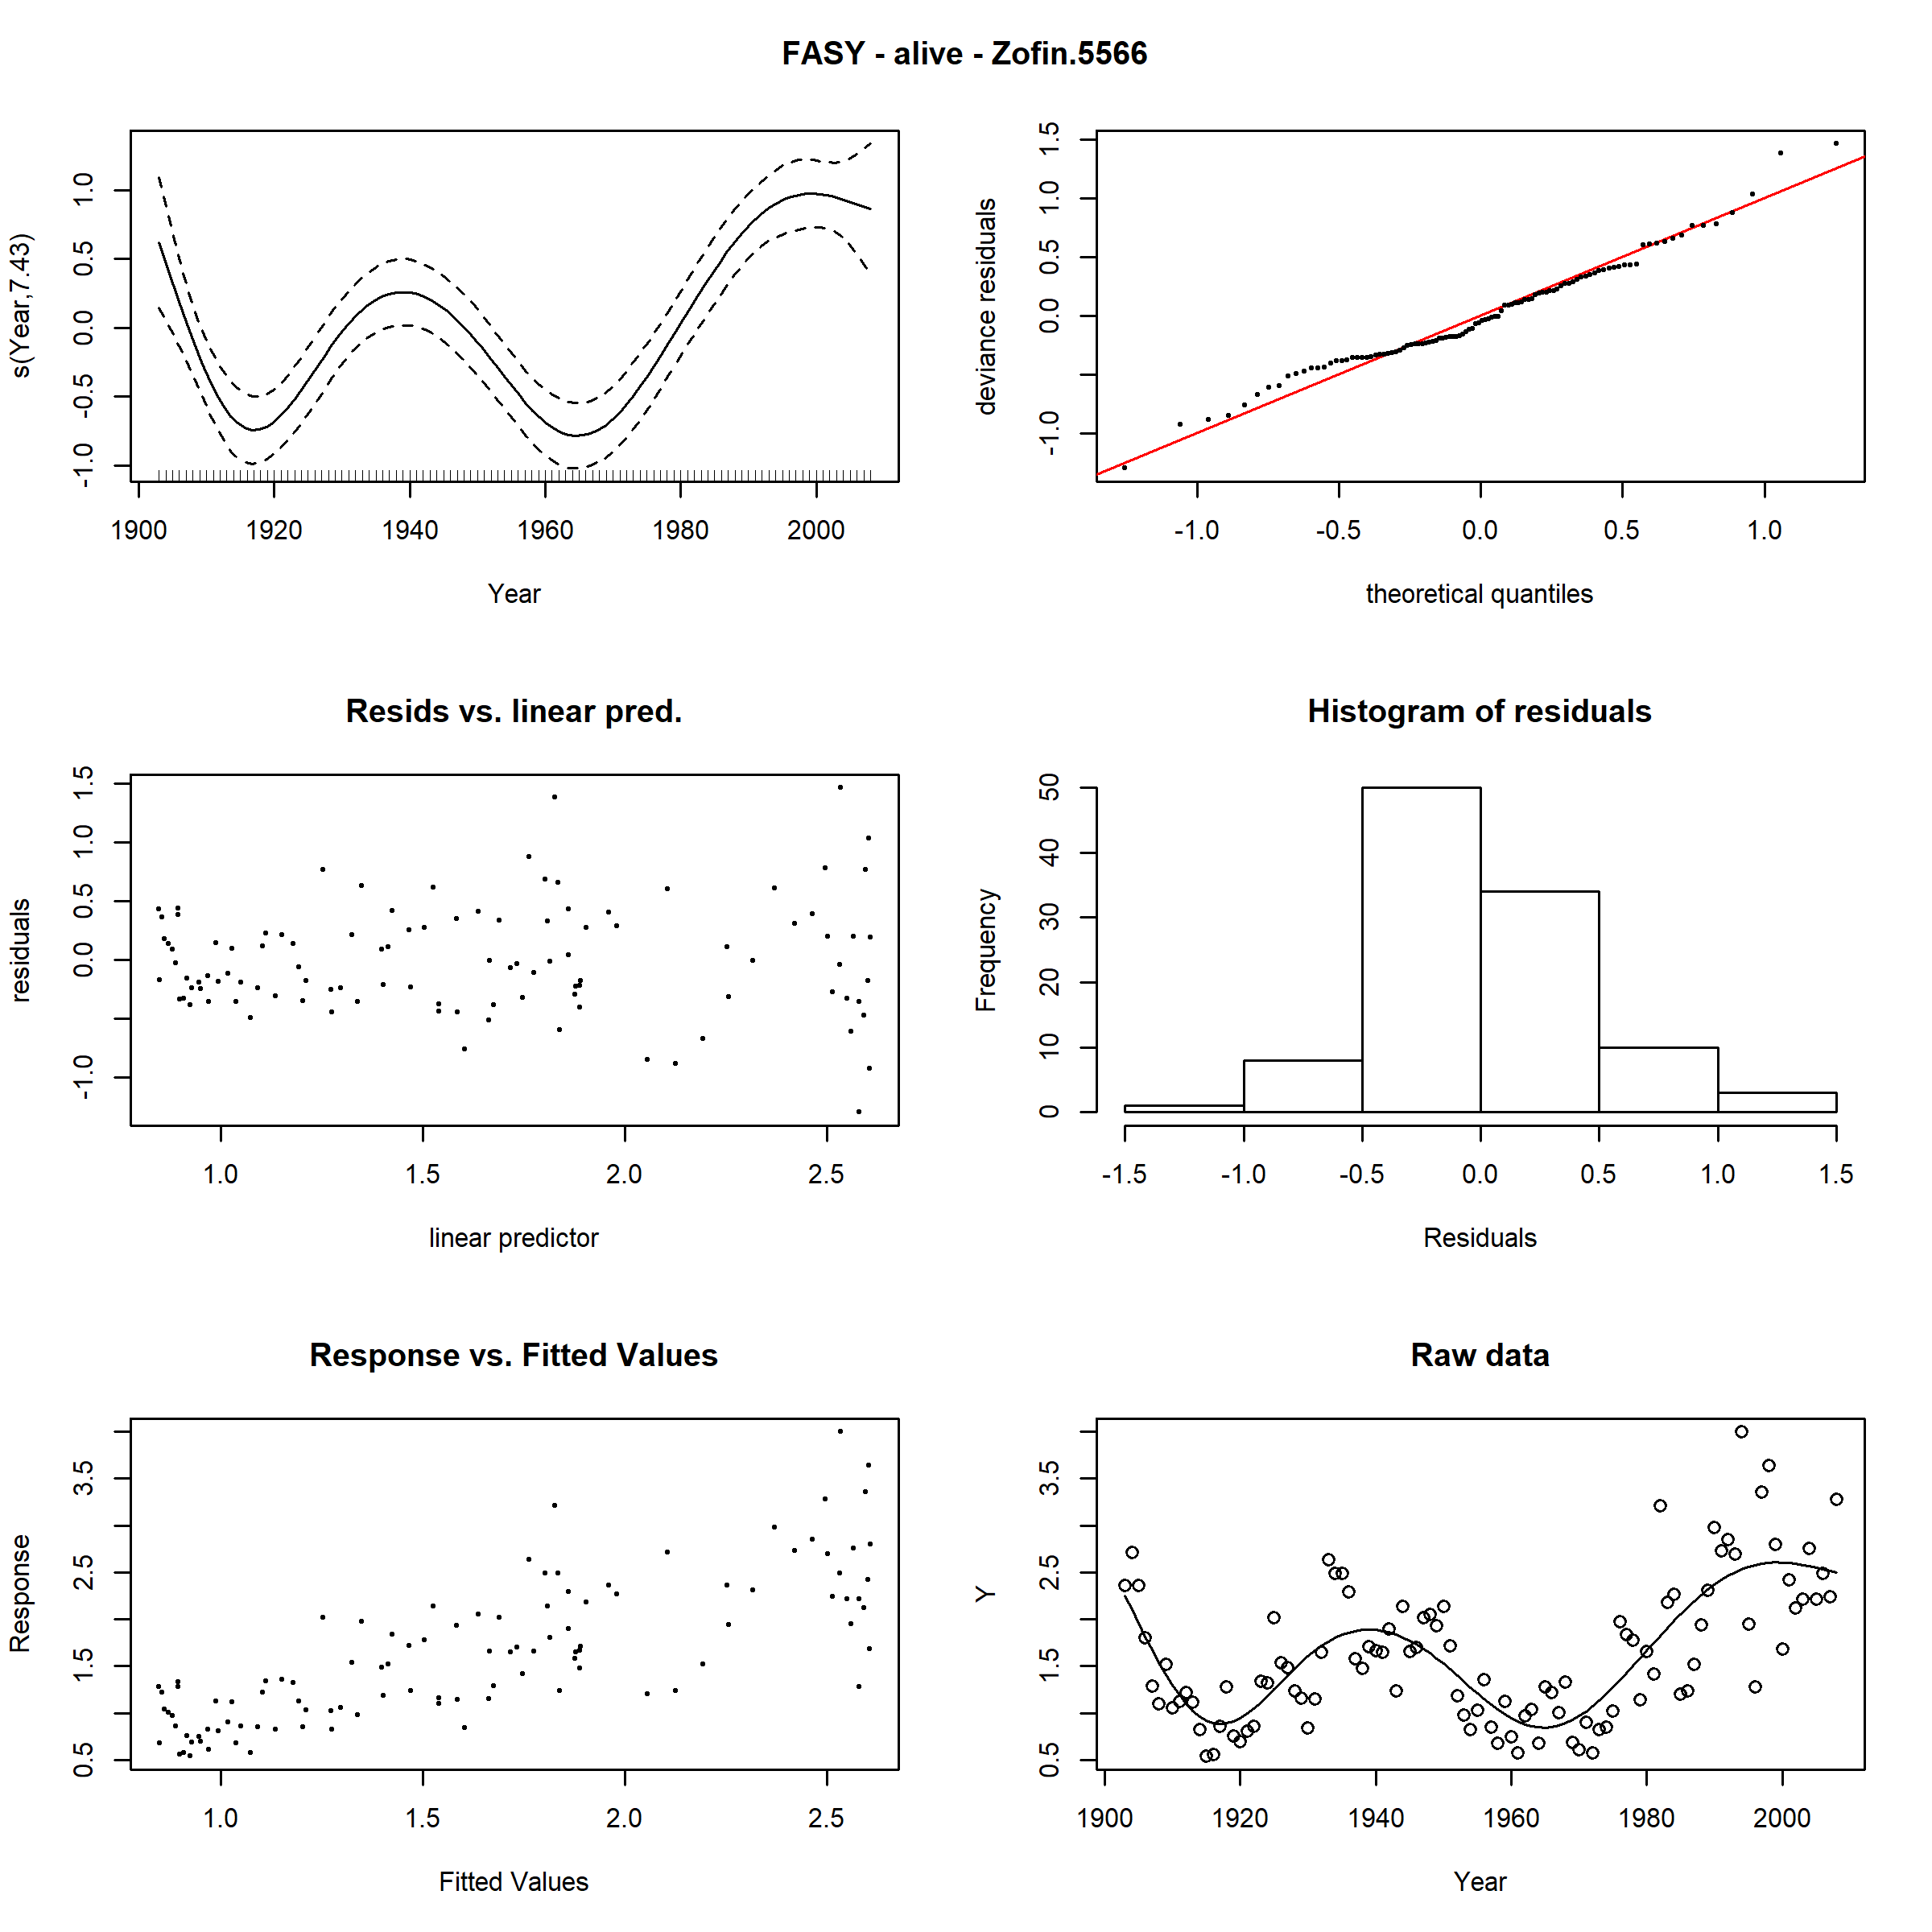 FASY - alive - Zofin.5566
s(Year,7.43)
-1.0 -0.5 0.0 0.5 1.0
1900 1920 1940 1960 1980 2000
Year
deviance residuals
-1.0 0.0 0.5 1.0 1.5
-1.0 -0.5 0.0 0.5 1.0
theoretical quantiles
Resids vs. linear pred.
residuals
-1.0 0.0 0.5 1.0 1.5
1.0 1.5 2.0 2.5
linear predictor
Histogram of residuals
Frequency
0 10 20 30 40 50
-1.5 -1.0 -0.5 0.0 0.5 1.0 1.5
Residuals
Response vs. Fitted Values
Response
0.5 1.5 2.5 3.5
1.0 1.5 2.0 2.5
Fitted Values
Raw data
Y
0.5 1.5 2.5 3.5
1900 1920 1940 1960 1980 2000
Year